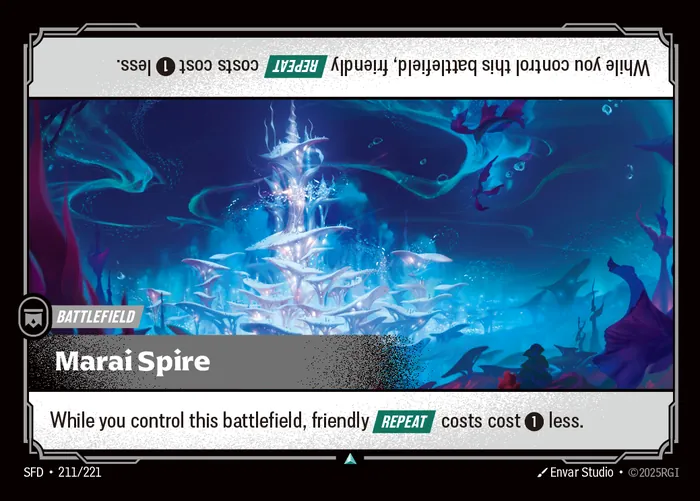 While you control this battlefield, friendly REPEAT costs cost 1 less.
BATTLEFIELD
Marai Spire
While you control this battlefield, friendly REPEAT costs cost 1 less.
SFD • 211/221
Envar Studio • ©2025RGI